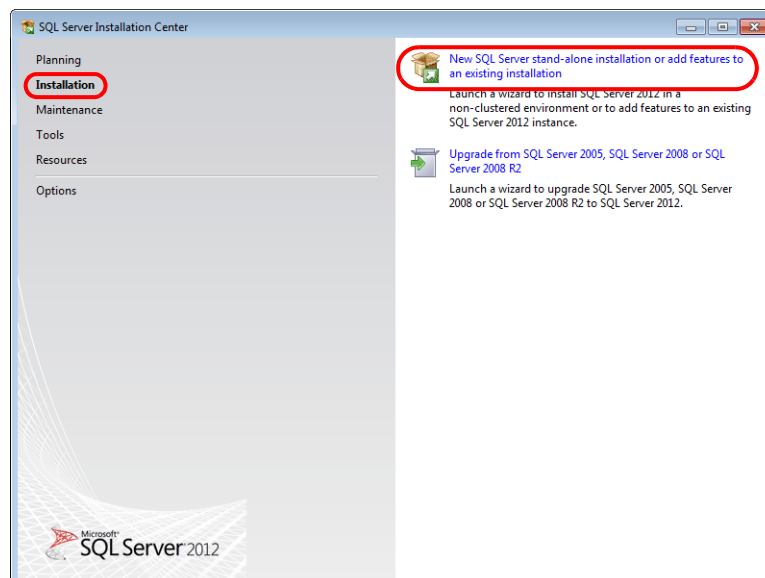 SQL Server Installation Center
Planning
Installation
Maintenance
Tools
Resources
Options
New SQL Server stand-alone installation or add features to
an existing installation
Launch a wizard to install SQL Server 2012 in a
non-clustered environment or to add features to an existing
SQL Server 2012 instance.
Upgrade from SQL Server 2005, SQL Server 2008 or SQL
Server 2008 R2
Launch a wizard to upgrade SQL Server 2005, SQL Server
2008 or SQL Server 2008 R2 to SQL Server 2012.
Microsoft®
SQL Server 2012